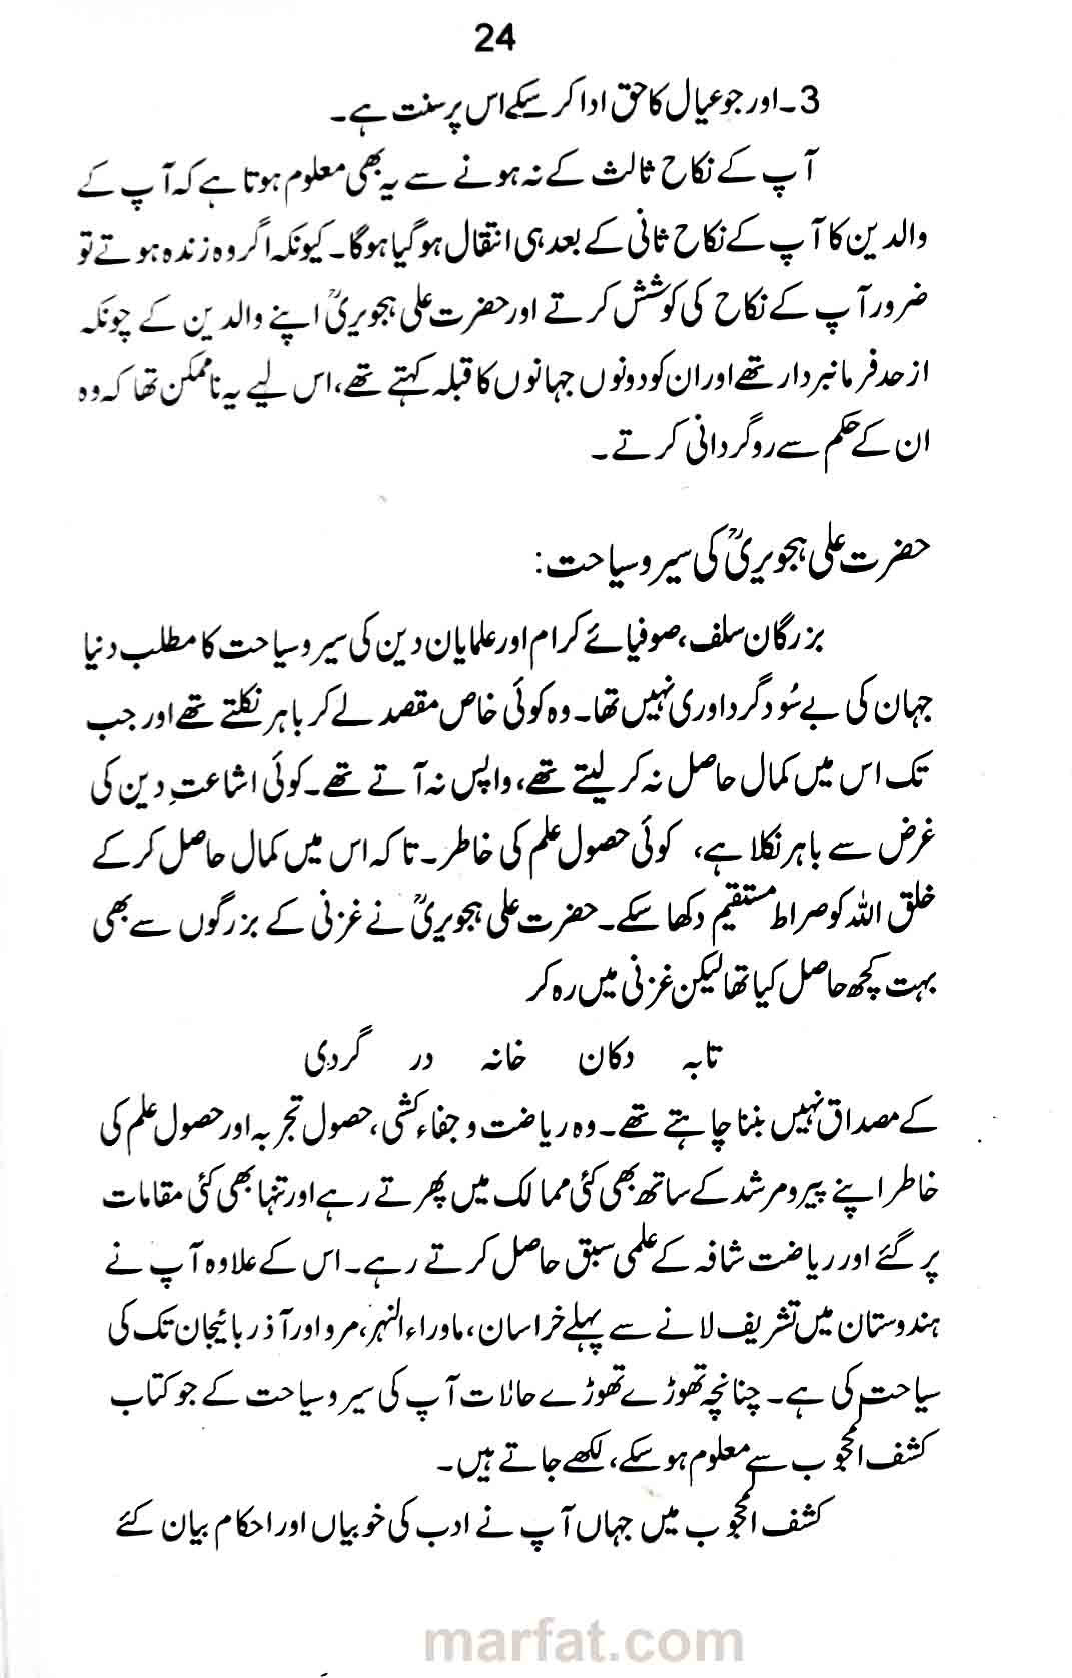 24
3۔ اور جو عیال کا حق ادا کر سکے اس پر سنت ہے۔
آپ کے نکاح ثالث کے نہ ہونے سے یہ بھی معلوم ہوتا ہے کہ آپ کے
والدین کا آپ کے نکاح ثانی کے بعد ہی انتقال ہو گیا ہوگا۔ کیونکہ اگر وہ زندہ ہوتے تو
ضرور آپ کے نکاح کی کوشش کرتے اور حضرت علی ہجویریؒ اپنے والدین کے چونکہ
از حد فرمانبردار تھے اور ان کو دونوں جہانوں کا قبلہ کہتے تھے، اس لیے یہ ناممکن تھا کہ وہ
ان کے حکم سے روگردانی کرتے۔
حضرت علی ہجویریؒ کی سیر و سیاحت:
بزرگان سلف، صوفیائے کرام اور علمایان دین کی سیر و سیاحت کا مطلب دنیا
جہان کی بے سُود گرداوری نہیں تھا۔ وہ کوئی خاص مقصد لے کر باہر نکلتے تھے اور جب
تک اس میں کمال حاصل نہ کر لیتے تھے، واپس نہ آتے تھے۔ کوئی اشاعتِ دین کی
غرض سے باہر نکلا ہے، کوئی حصول علم کی خاطر۔ تاکہ اس میں کمال حاصل کر کے
خلق اللہ کو صراط مستقیم دکھا سکے۔ حضرت علی ہجویریؒ نے غزنی کے بزرگوں سے بھی
بہت کچھ حاصل کیا تھا لیکن غزنی میں رہ کر
تابہ دکان خانہ در گردی
کے مصداق نہیں بننا چاہتے تھے۔ وہ ریاضت و جفاء کشی، حصول تجربہ اور حصول علم کی
خاطر اپنے پیر و مرشد کے ساتھ بھی کئی ممالک میں پھرتے رہے اور تنہا بھی کئی مقامات
پر گئے اور ریاضت شافہ کے علمی سبق حاصل کرتے رہے۔ اس کے علاوہ آپ نے
ہندوستان میں تشریف لانے سے پہلے خراسان، ماوراء النہر، مرو اور آذر بائیجان تک کی
سیاحت کی ہے۔ چنانچہ تھوڑے تھوڑے حالات آپ کی سیر و سیاحت کے جو کتاب
کشف المحجوب سے معلوم ہو سکے، لکھے جاتے ہیں۔
کشف المحجوب میں جہاں آپ نے ادب کی خوبیاں اور احکام بیان کئے
marfat.com